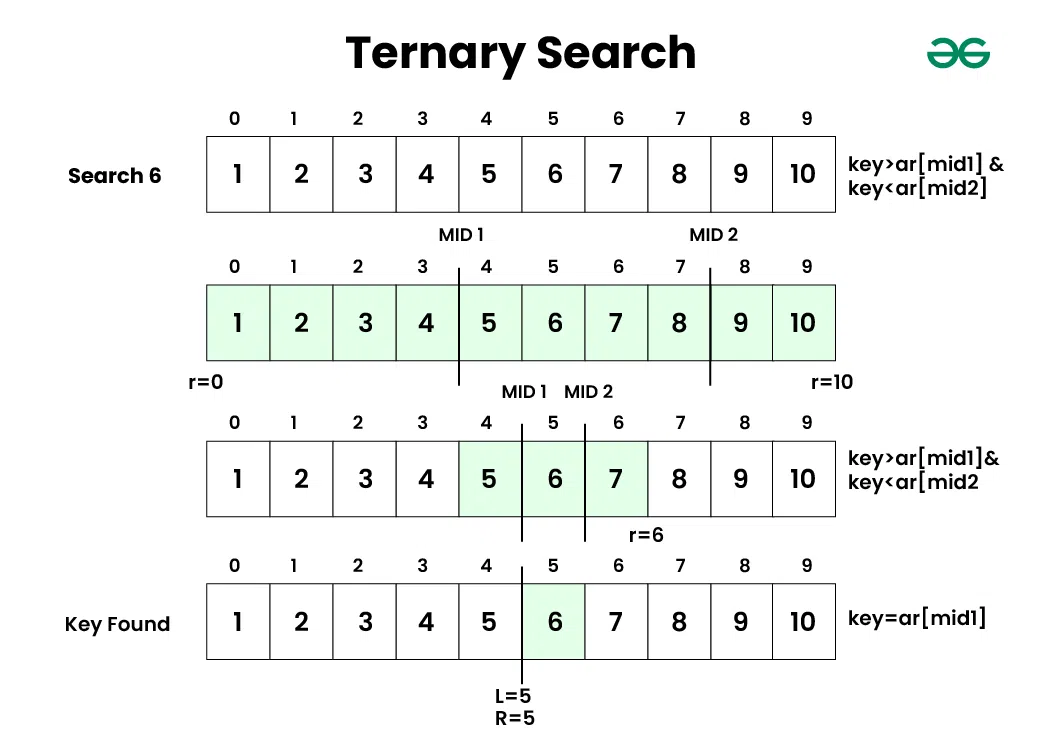 Ternary Search
0 1 2 3 4 5 6 7 8 9
Search 6
1 2 3 4 5 6 7 8 9 10
key>ar[mid1] &
key<ar[mid2]
MID 1 MID 2
0 1 2 3 4 5 6 7 8 9
1 2 3 4 5 6 7 8 9 10
r=0 r=10
MID 1 MID 2
0 1 2 3 4 5 6 7 8 9
1 2 3 4 5 6 7 8 9 10
key>ar[mid1]&
key<ar[mid2
r=6
0 1 2 3 4 5 6 7 8 9
Key Found
1 2 3 4 5 6 7 8 9 10
key=ar[mid1]
L=5
R=5